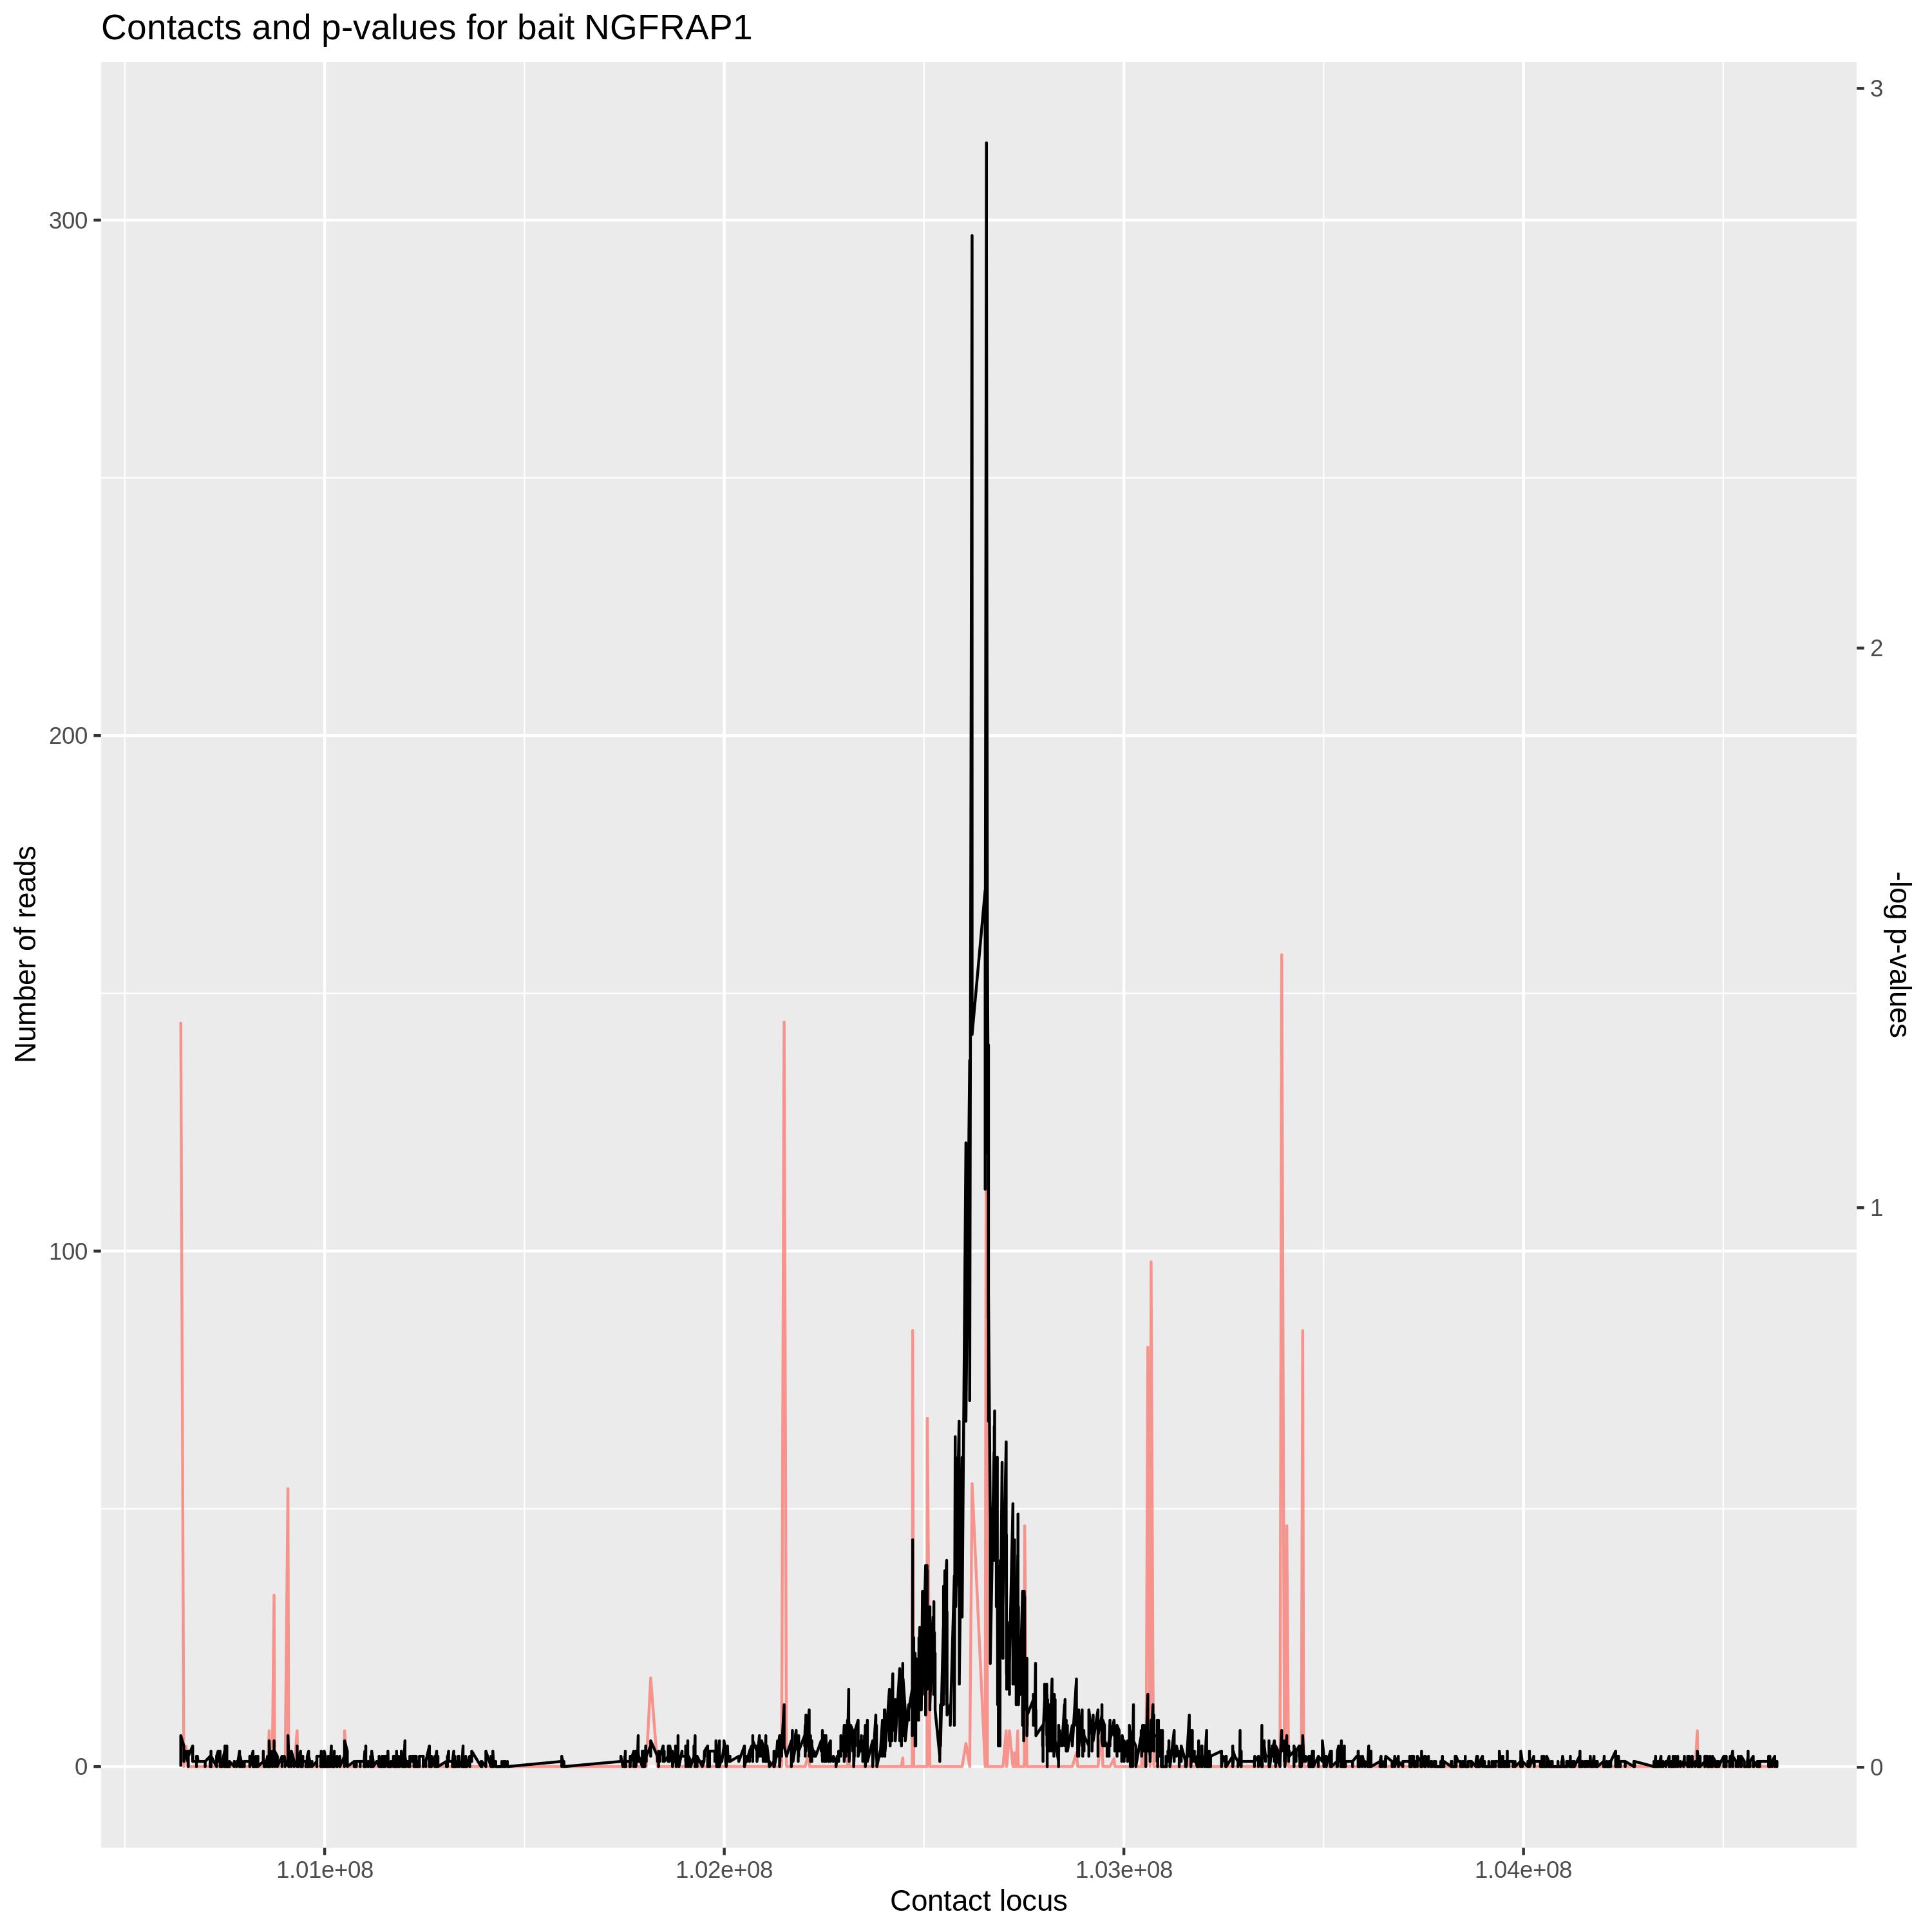 Contacts and p-values for bait NGFRAP1
3
300
2
200
Number of reads
-log p-values
1
100
0
0
1.01e+08
1.02e+08
1.03e+08
1.04e+08
Contact locus